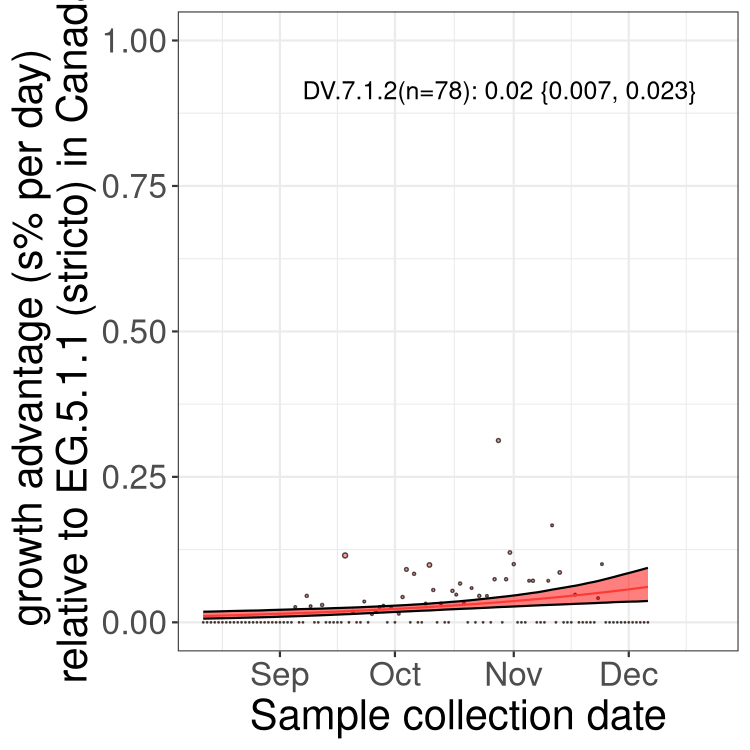 growth advantage (s% per day)
relative to EG.5.1.1 (stricto) in Canada
1.00
0.75
0.50
0.25
0.00
DV.7.1.2(n=78): 0.02 {0.007, 0.023}
Sep Oct Nov Dec
Sample collection date